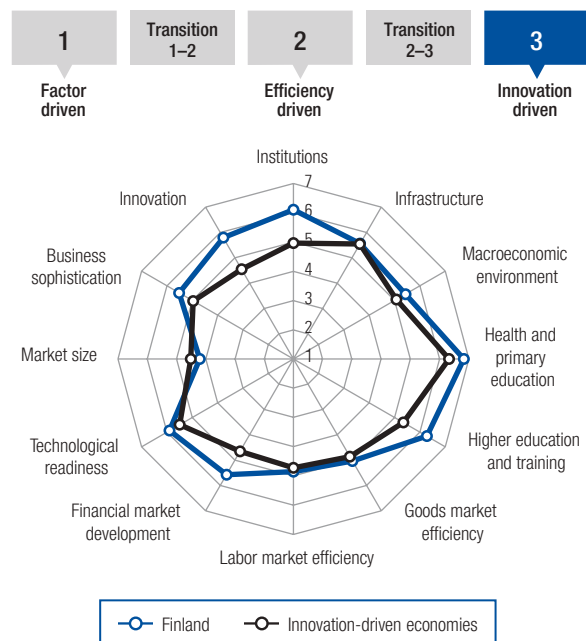 1
Transition
1–2
2
Transition
2–3
3
Factor
driven
Efficiency
driven
Innovation
driven
Institutions
7
6
5
4
3
2
1
Infrastructure
Macroeconomic
environment
Health and
primary
education
Higher education
and training
Goods market
efficiency
Labor market efficiency
Financial market
development
Technological
readiness
Market size
Business
sophistication
Innovation
Finland
Innovation-driven economies